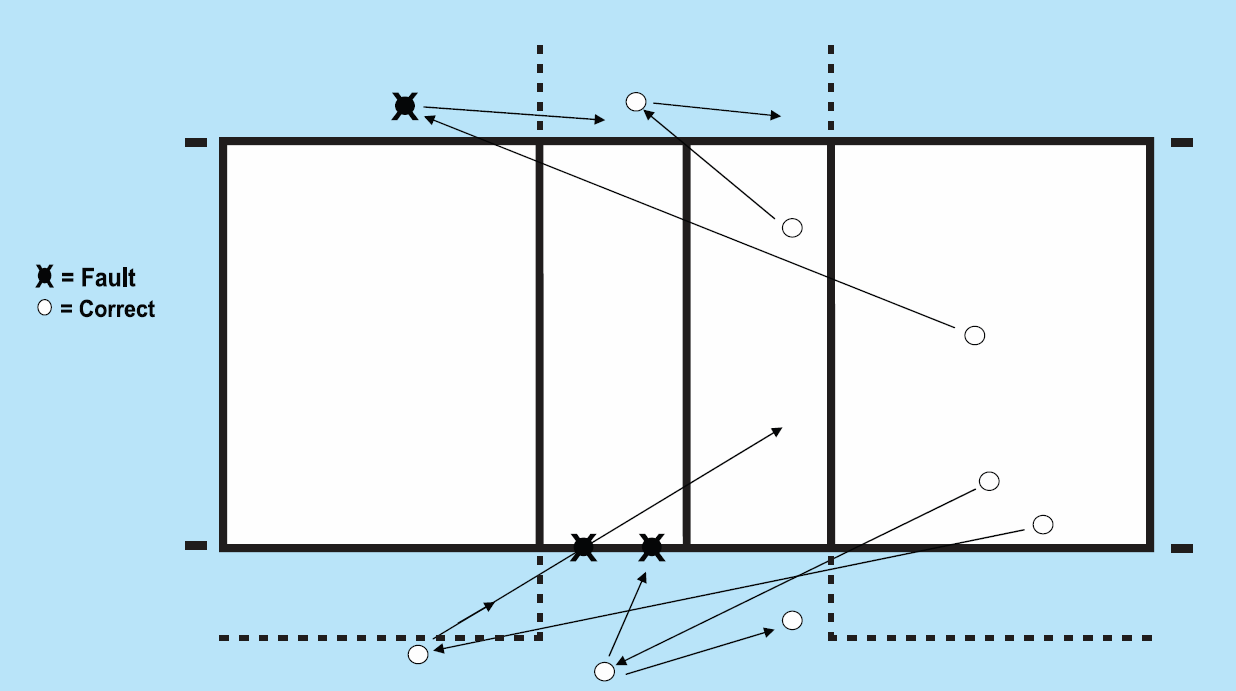 = Fault
= Correct